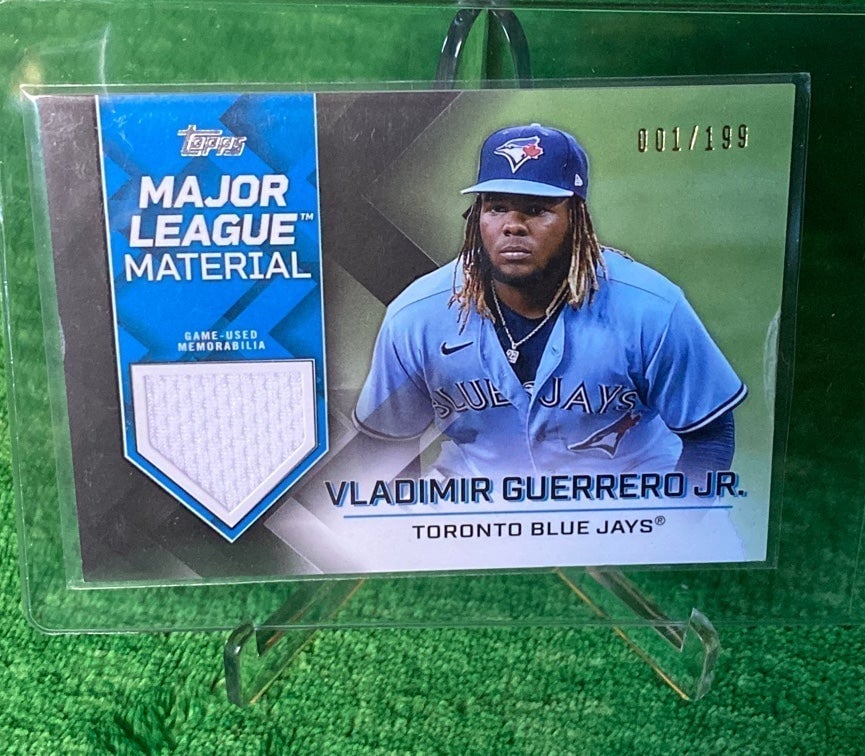 Topps
001/199
MAJOR
LEAGUE™
MATERIAL
GAME-USED
MEMORABILIA
BLUE JAYS
VLADIMIR GUERRERO JR.
TORONTO BLUE JAYS®